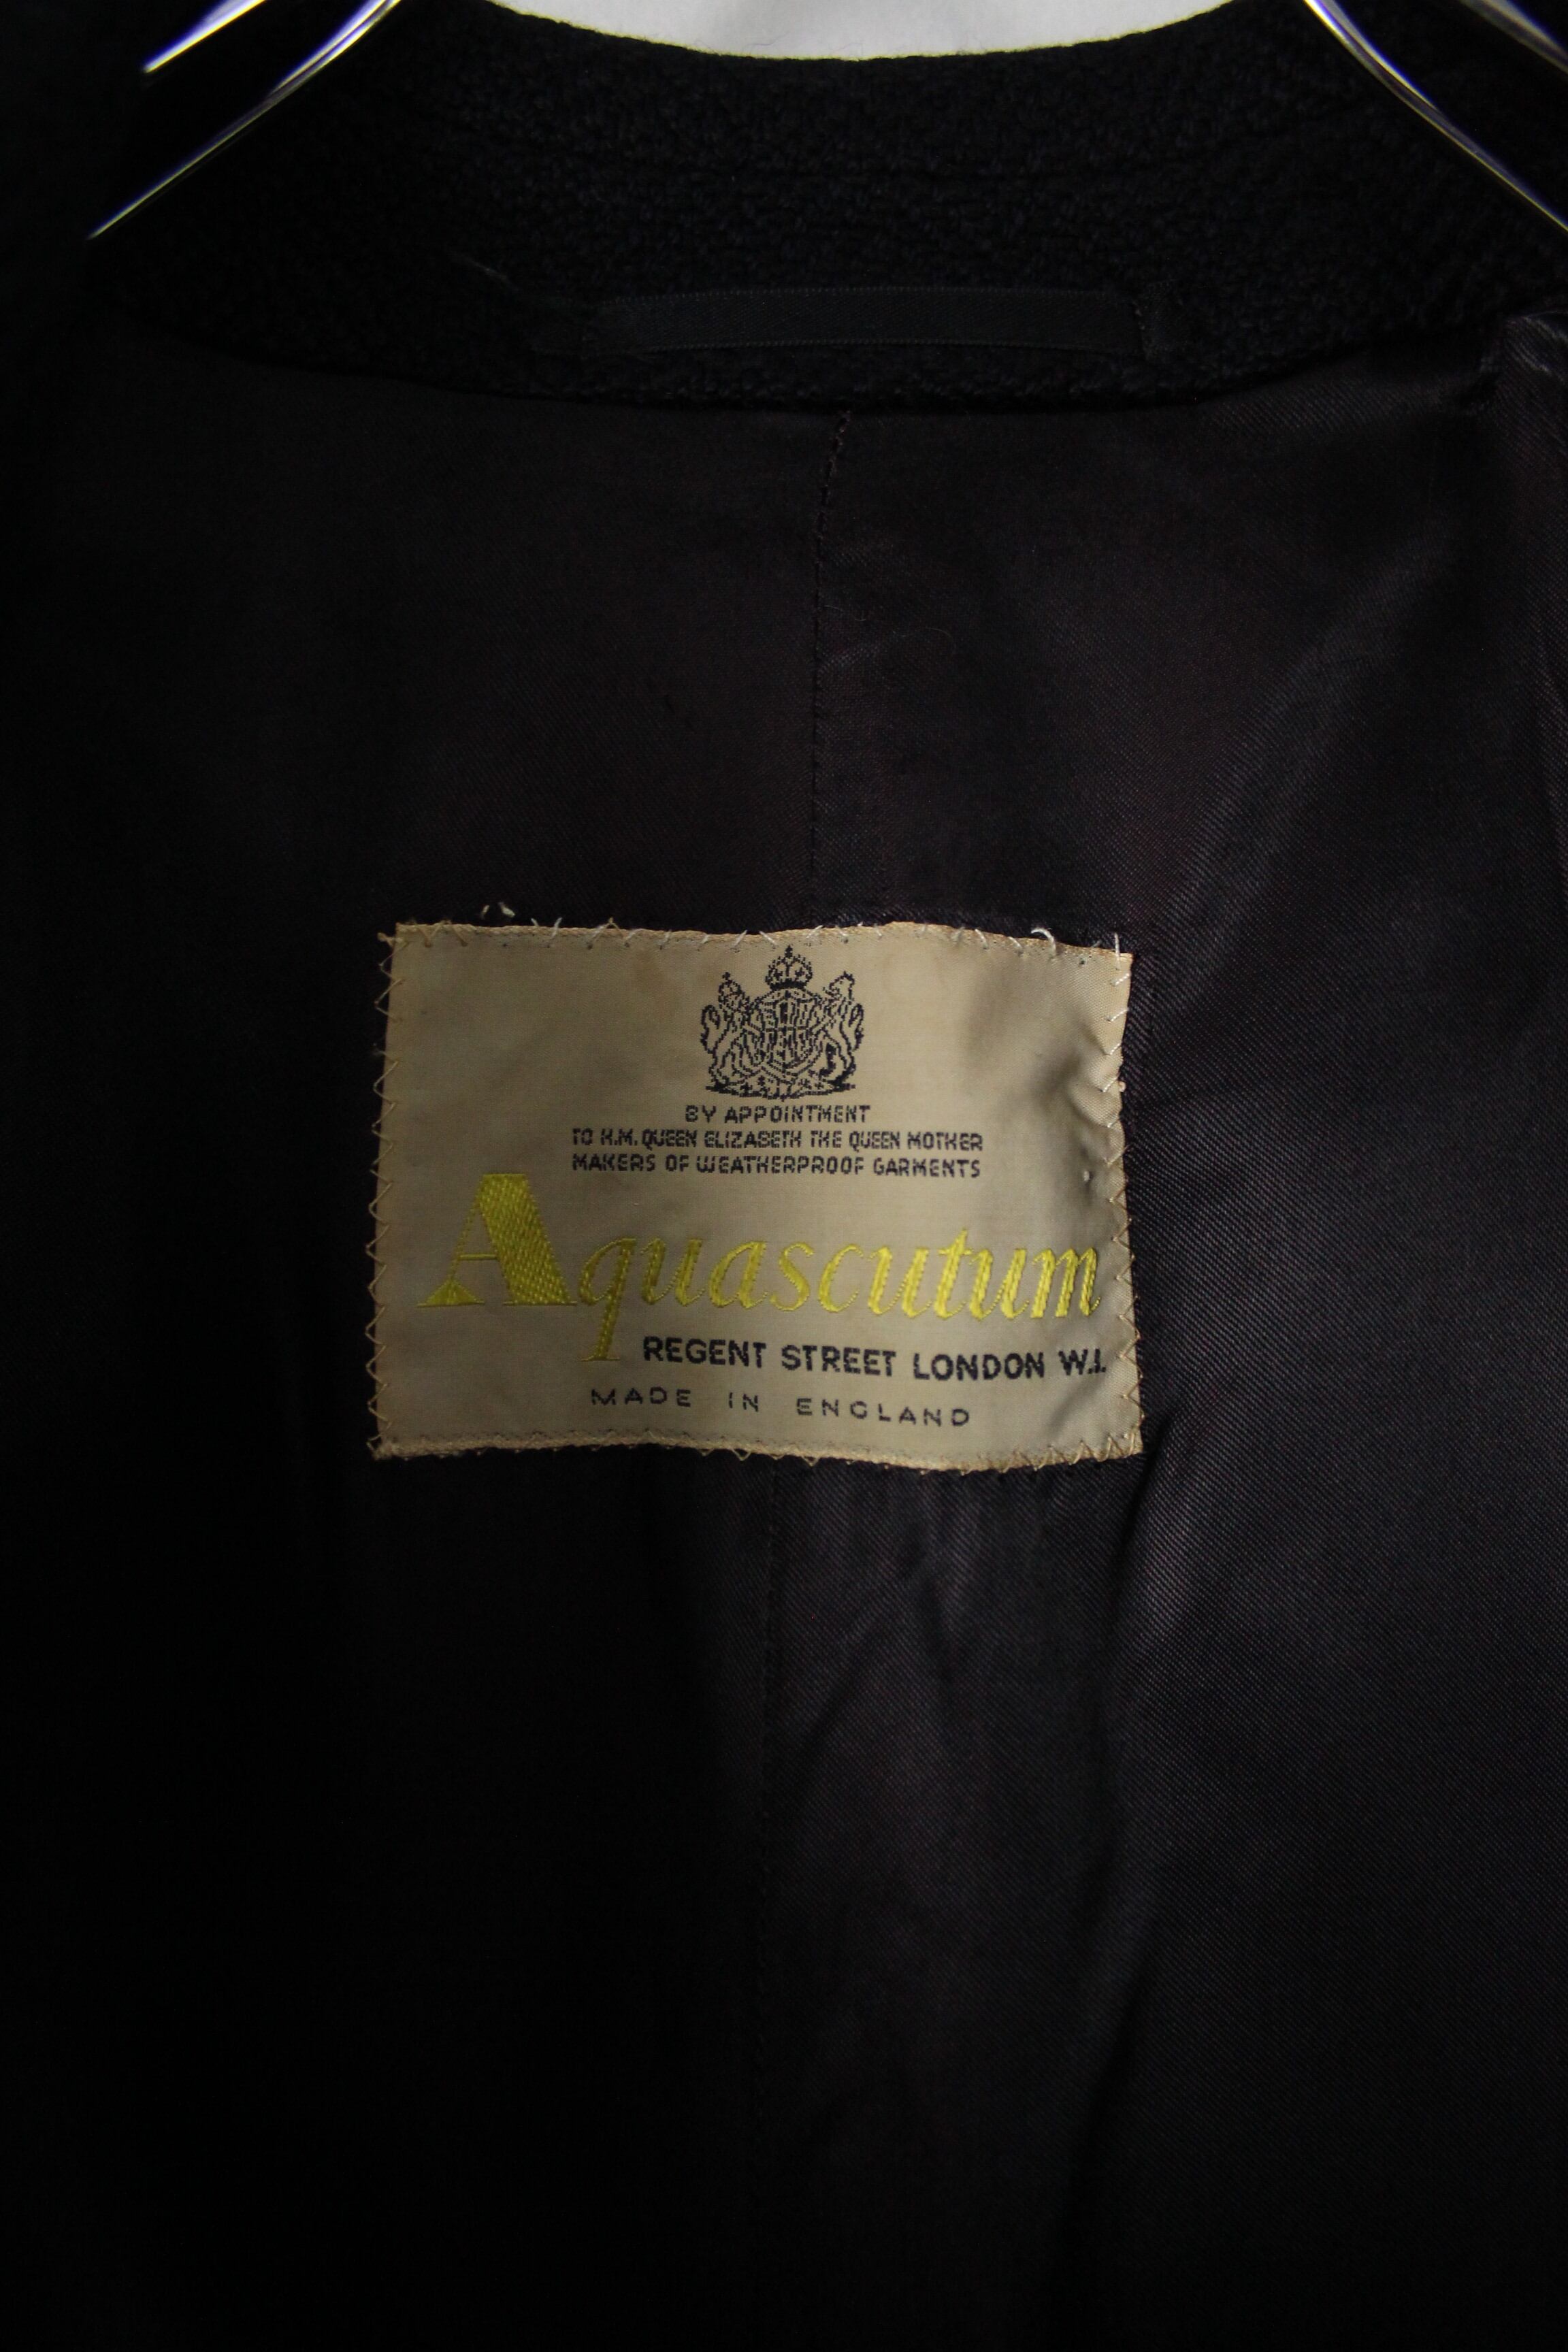 BY APPOINTMENT
TO H.M. QUEEN ELIZABETH THE QUEEN MOTHER
MAKERS OF WEATHERPROOF GARMENTS
Aquascutum
REGENT STREET LONDON W.1.
MADE IN ENGLAND